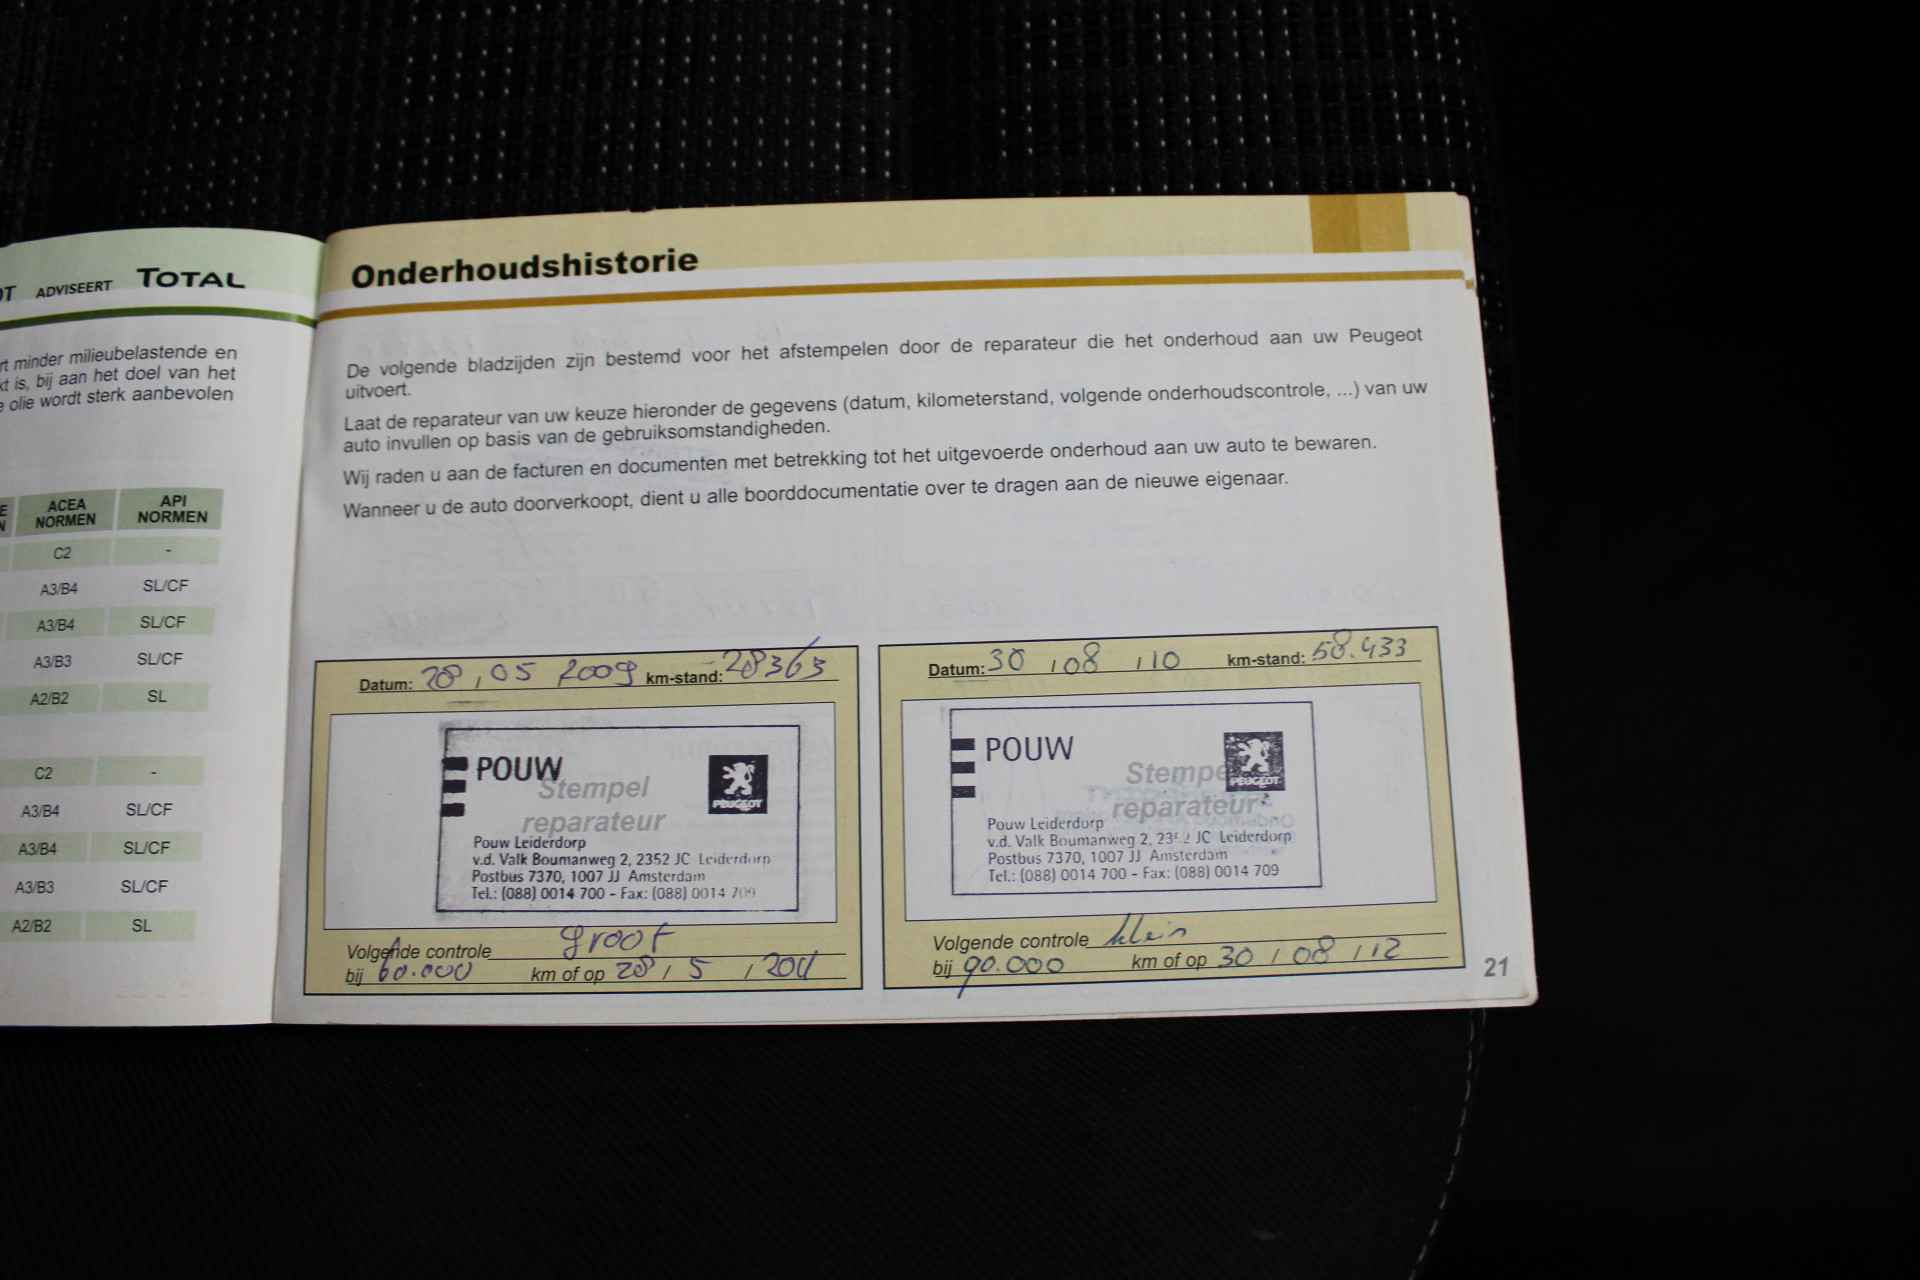 ADVISEERT TOTAL
minder milieubelastende en
is, bij aan het doel van het
olie wordt sterk aanbevolen
ACEA NORMEN API NORMEN
C2 -
A3/B4 SL/CF
A3/B4 SL/CF
A3/B3 SL/CF
A2/B2 SL
C2 -
A3/B4 SL/CF
A3/B4 SL/CF
A3/B3 SL/CF
A2/B2 SL
Onderhoudshistorie
De volgende bladzijden zijn bestemd voor het afstempelen door de reparateur die het onderhoud aan uw Peugeot
uitvoert.
Laat de reparateur van uw keuze hieronder de gegevens (datum, kilometerstand, volgende onderhoudscontrole, ...) van uw
auto invullen op basis van de gebruiksomstandigheden.
Wij raden u aan de facturen en documenten met betrekking tot het uitgevoerde onderhoud aan uw auto te bewaren.
Wanneer u de auto doorverkoopt, dient u alle boorddocumentatie over te dragen aan de nieuwe eigenaar.
Datum: 28 , 05 2009 km-stand: 28363
POUW
PEUGEOT
Stempel
reparateur
Pouw Leiderdorp
v.d. Valk Boumanweg 2, 2352 JC Leiderdorp
Postbus 7370, 1007 JJ Amsterdam
Tel.: (088) 0014 700 - Fax: (088) 0014 709
Volgende controle groot
bij 60.000 km of op 28 / 5 / 2011
Datum: 30 / 08 / 10 km-stand: 58.433
POUW
PEUGEOT
Stempel
reparateur
Pouw Leiderdorp
v.d. Valk Boumanweg 2, 2352 JC Leiderdorp
Postbus 7370, 1007 JJ Amsterdam
Tel.: (088) 0014 700 - Fax: (088) 0014 709
Volgende controle klein
bij 90.000 km of op 30 / 08 / 12
21